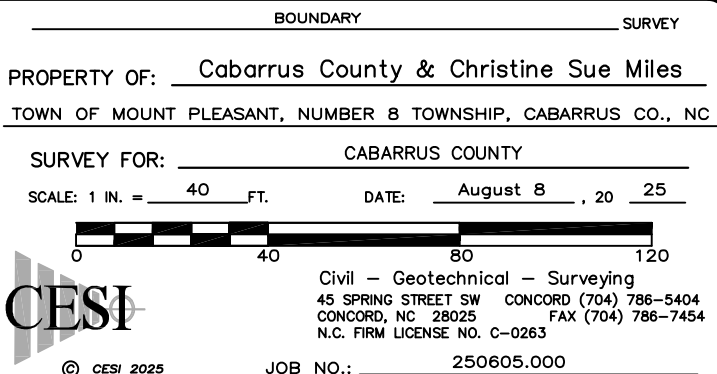 BOUNDARY SURVEY
PROPERTY OF: Cabarrus County & Christine Sue Miles
TOWN OF MOUNT PLEASANT, NUMBER 8 TOWNSHIP, CABARRUS CO., NC
SURVEY FOR: CABARRUS COUNTY
SCALE: 1 IN. = 40 FT. DATE: August 8, 20 25
0 40 80 120
CESI
Civil – Geotechnical – Surveying
45 SPRING STREET SW CONCORD (704) 786–5404
CONCORD, NC 28025 FAX (704) 786–7454
N.C. FIRM LICENSE NO. C–0263
© CESI 2025 JOB NO.: 250605.000